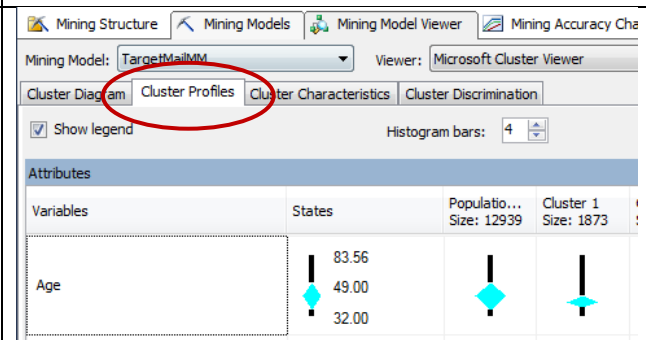 Mining Structure Mining Models Mining Model Viewer Mining Accuracy Cha
Mining Model: TargetMailMM Viewer: Microsoft Cluster Viewer
Cluster Diagram Cluster Profiles Cluster Characteristics Cluster Discrimination
Show legend Histogram bars: 4
Attributes
Variables States Populatio... Size: 12939 Cluster 1 Size: 1873
83.56
Age 49.00
32.00